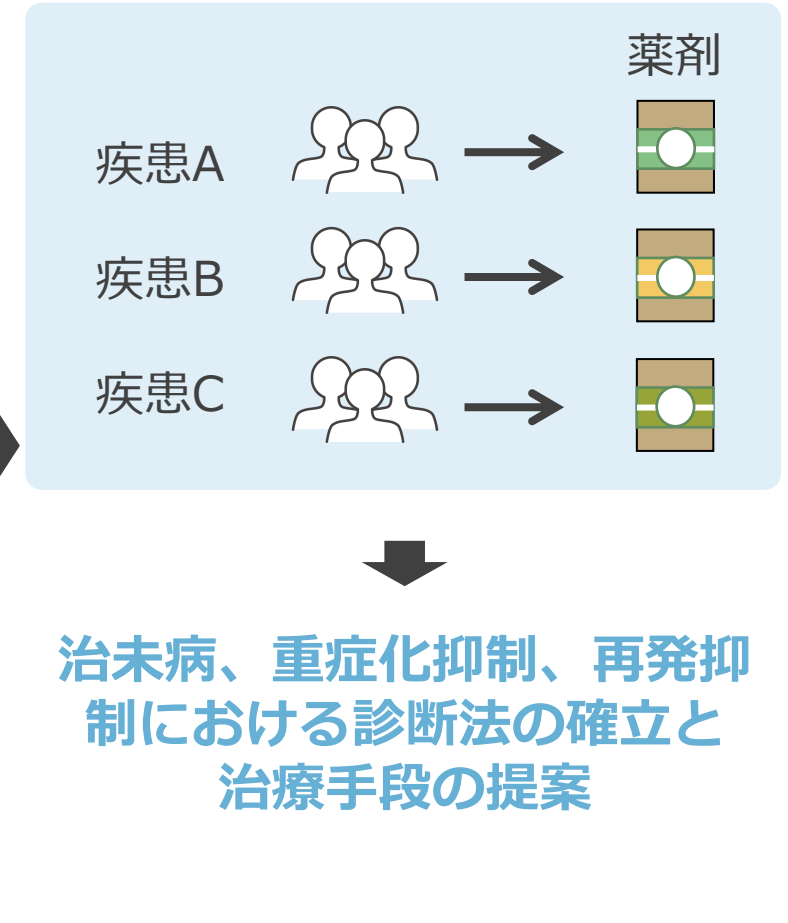 薬剤
疾患A
疾患B
疾患C
治未病、重症化抑制、再発抑
制における診断法の確立と
治療手段の提案